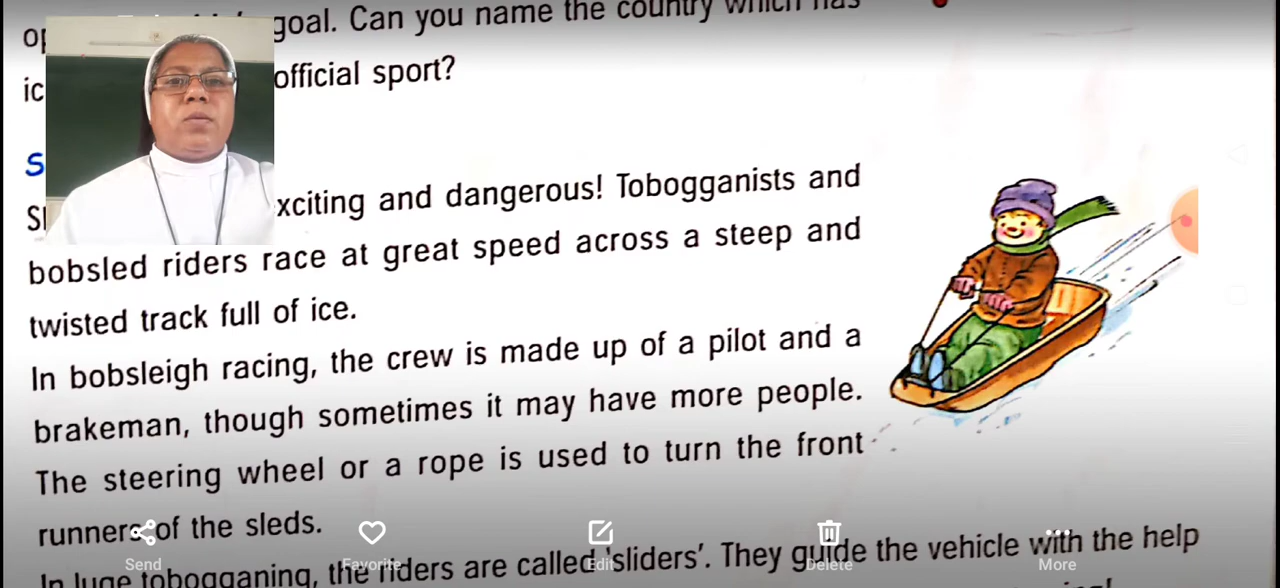 goal. Can you name the country which has
official sport?
xciting and dangerous! Tobogganists and
bobsled riders race at great speed across a steep and
twisted track full of ice.
In bobsleigh racing, the crew is made up of a pilot and a
brakeman, though sometimes it may have more people.
The steering wheel or a rope is used to turn the front
runners of the sleds.
In luge tobogganing, the riders are called 'sliders'. They guide the vehicle with the help
Send Favorite Edit Delete More